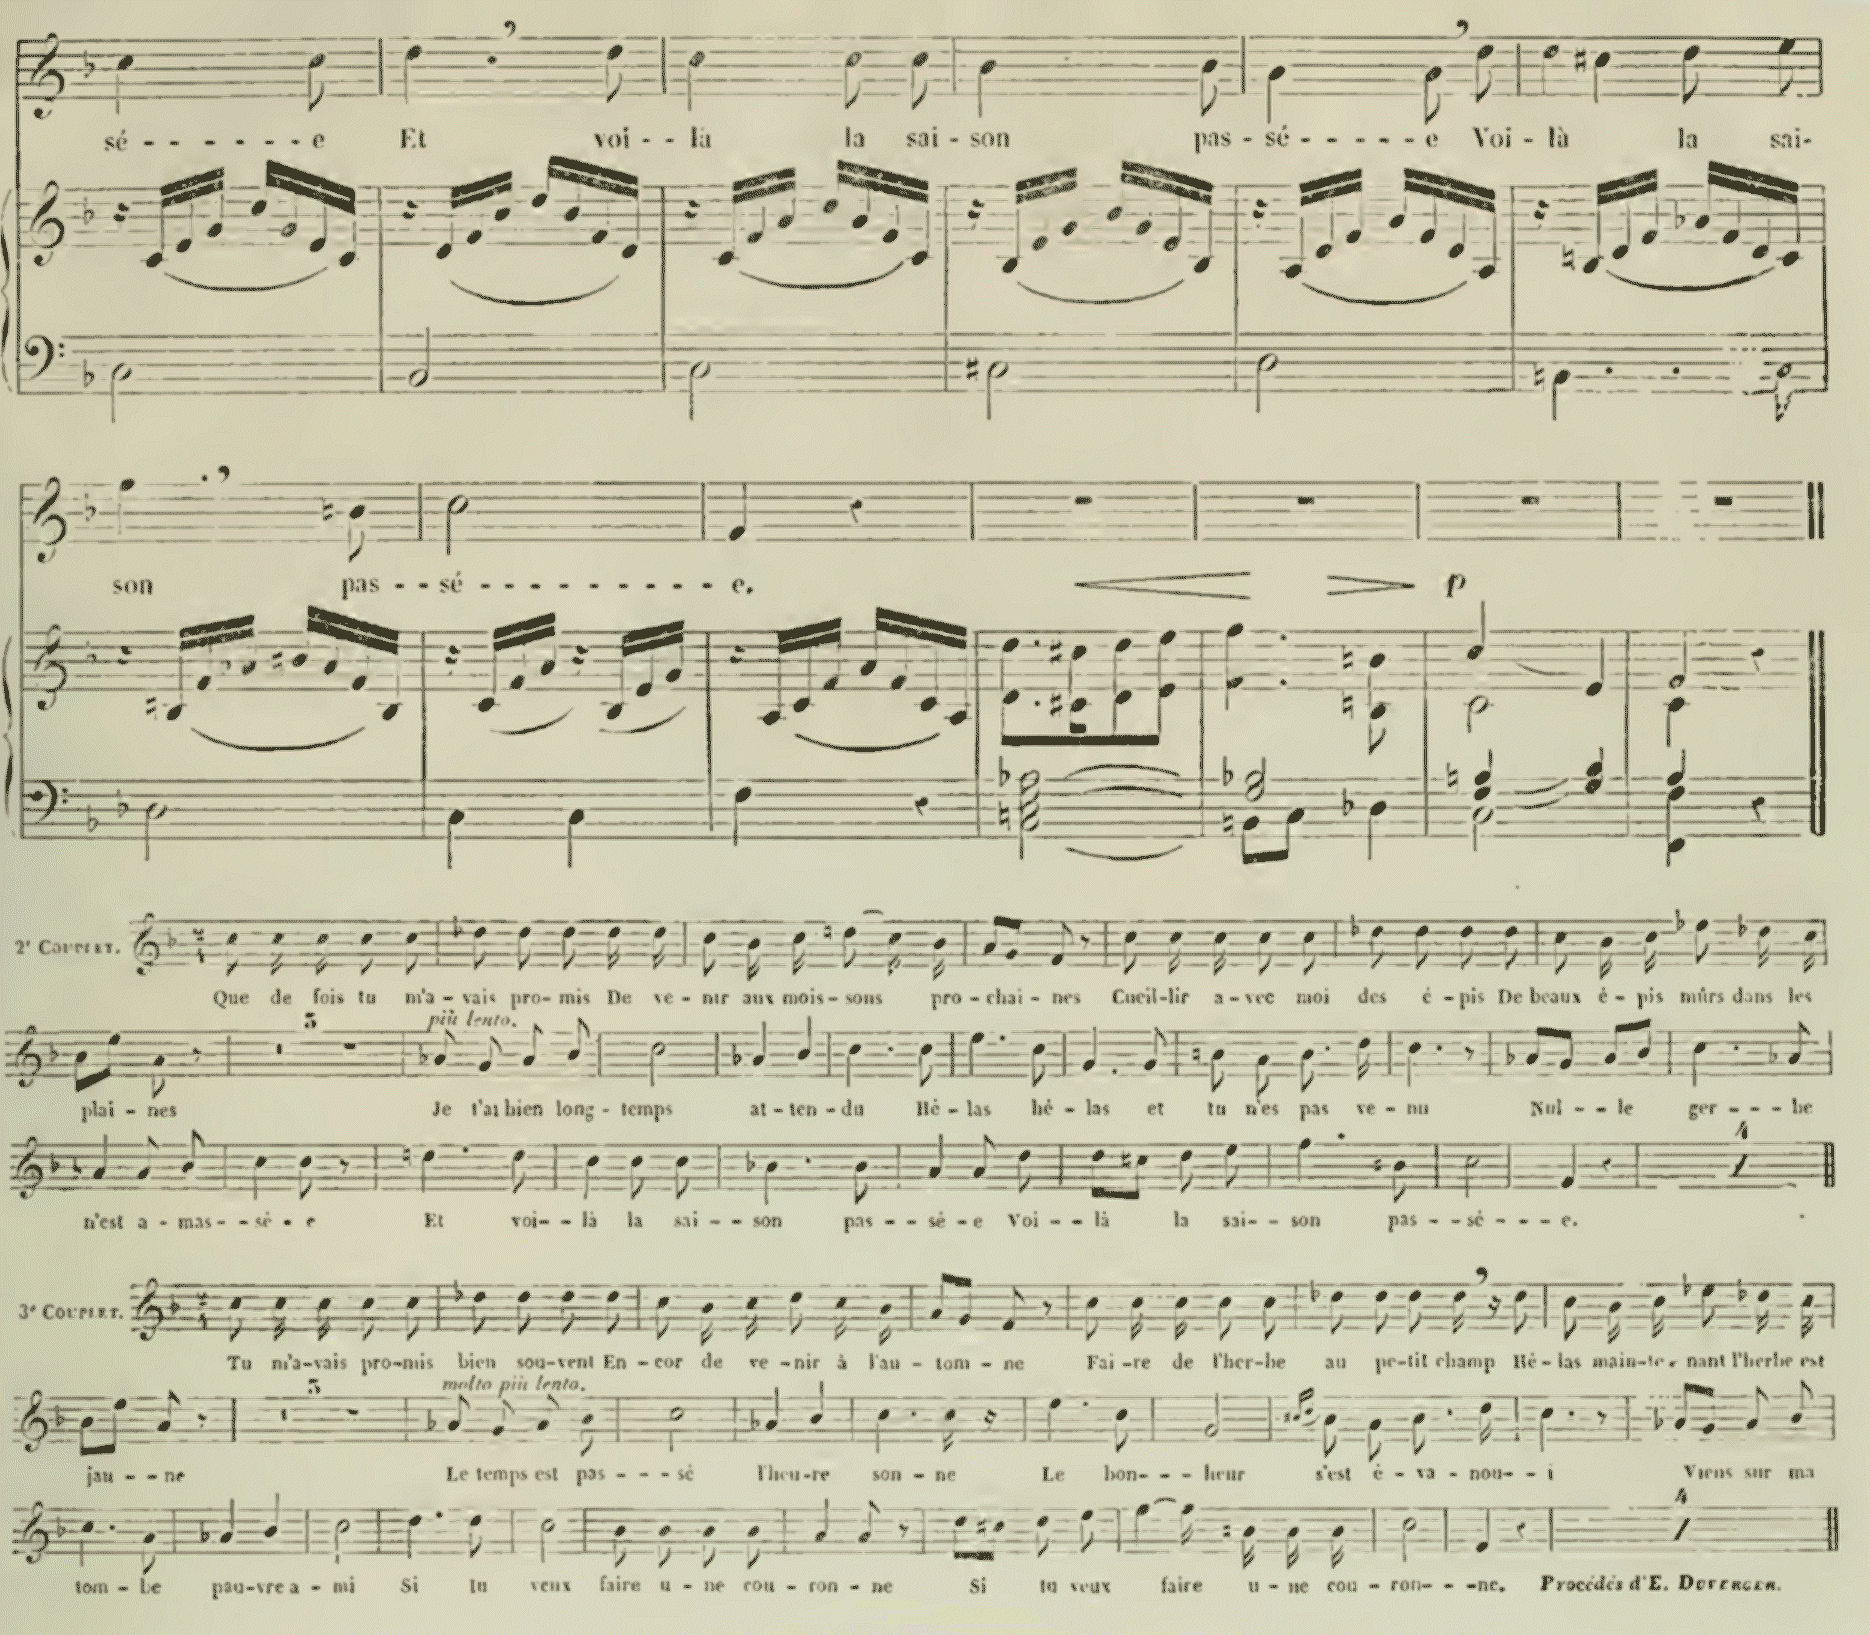 sé - - - - - - e Et voi - - là la sai - son pas - sé - - - - - e Voi - là la sai -
son pas - - sé - - - - - - - - - e.
p
2e COUPLET.
Que de fois tu m'a - vais pro - mis De ve - nir aux mois - sons pro - chai - nes Cueil - lir a - vec moi des é - pis De beaux é - pis mûrs dans les
3 più lento.
plai - nes Je t'ai bien long - temps at - ten - du Hé - las hé - las et tu n'es pas ve - nu Nul - - le ger - - - be
4
n'est a - mas - - sé - e Et voi - - là la sai - - son pas - - sé - e Voi - - là la sai - - son pas - - sé - - - e.
3e COUPLET.
Tu m'a - vais pro - mis bien sou - vent En - cor de ve - nir à l'au - tom - ne Fai - re de l'her - be au pe - tit champ Hé - las main - te - nant l'herbe est
3 molto più lento.
jau - - ne Le temps est pas - - - sé l'heu - re son - ne Le bon - - - heur s'est é - va - nou - - i Viens sur ma
4
tom - be pau - vre a - mi Si tu veux faire u - ne cou - ron - ne Si tu veux faire u - ne cou - ron - - - ne. Procédés d'E. DUVERGER.